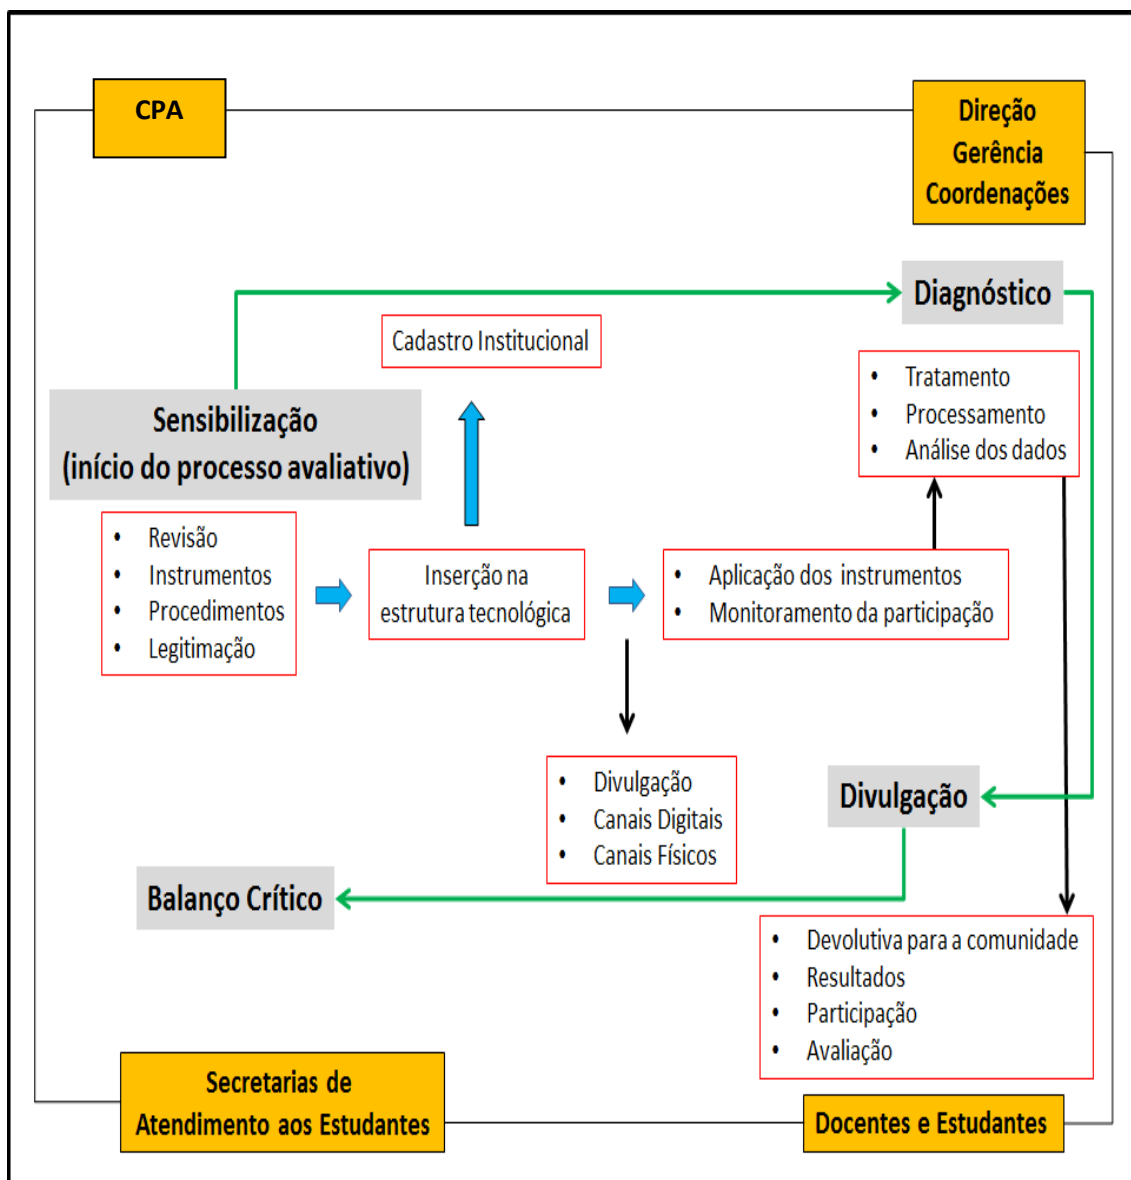 CPA
Direção
Gerência
Coordenações
Diagnóstico
Cadastro Institucional
• Tratamento
• Processamento
• Análise dos dados
Sensibilização
(início do processo avaliativo)
• Revisão
• Instrumentos
• Procedimentos
• Legitimação
Inserção na
estrutura tecnológica
• Aplicação dos instrumentos
• Monitoramento da participação
• Divulgação
• Canais Digitais
• Canais Físicos
Divulgação
Balanço Crítico
• Devolutiva para a comunidade
• Resultados
• Participação
• Avaliação
Secretarias de
Atendimento aos Estudantes
Docentes e Estudantes